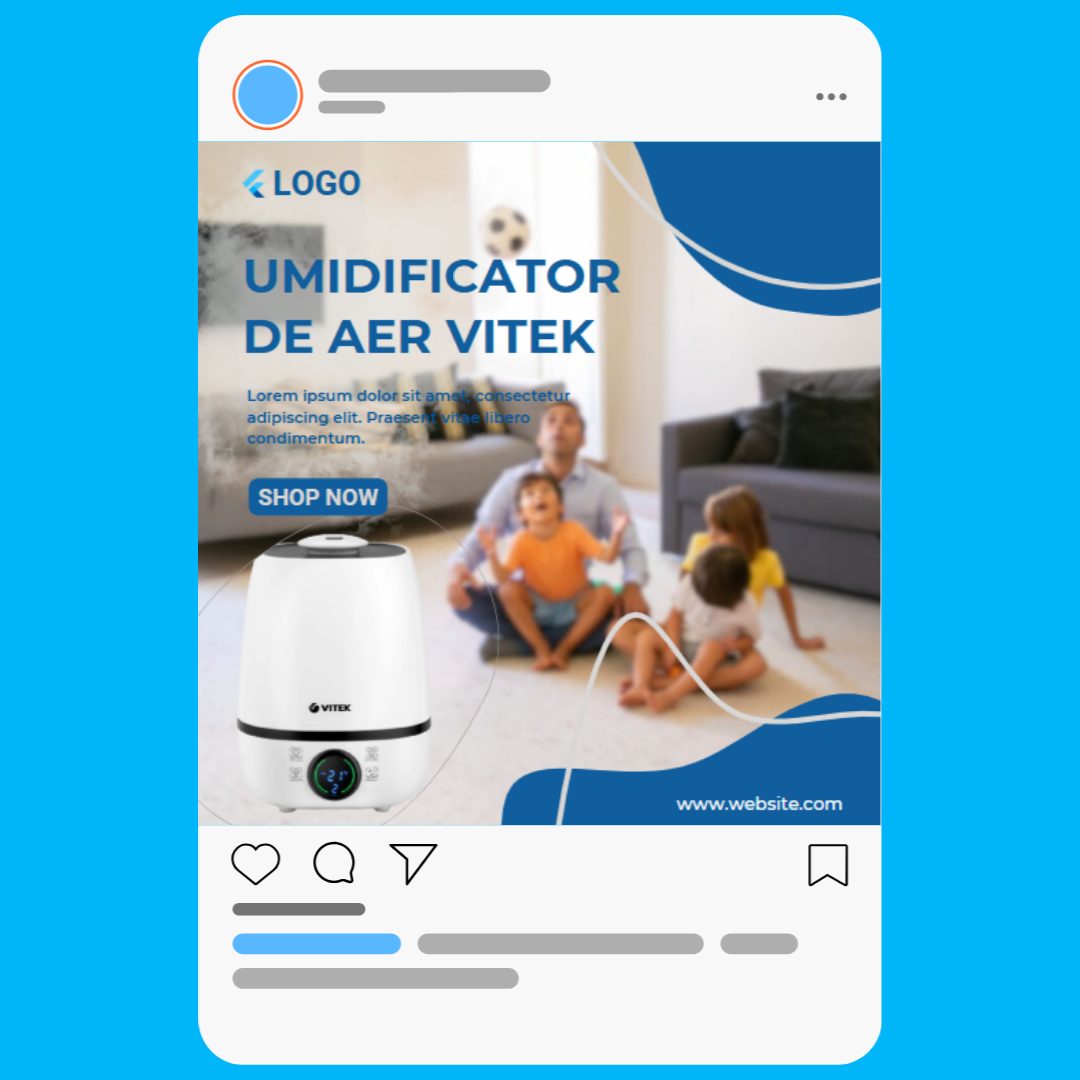 LOGO
UMIDIFICATOR
DE AER VITEK
Lorem ipsum dolor sit amet, consectetur
adipiscing elit. Praesent vitae libero
condimentum.
SHOP NOW
VITEK
-21°
2
www.website.com